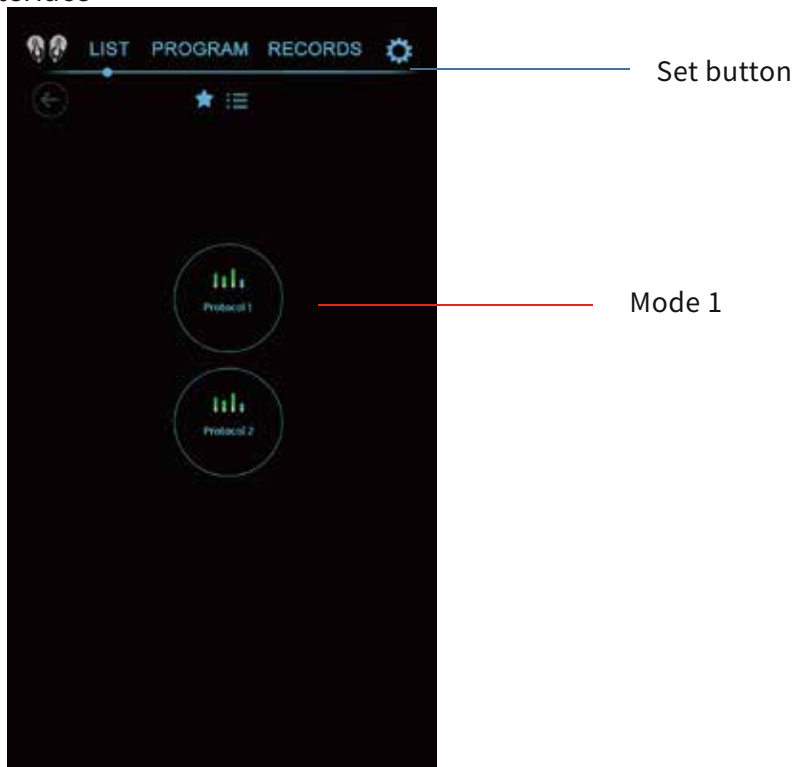 LIST PROGRAM RECORDS
Set button
Protocol 1
Mode 1
Protocol 2